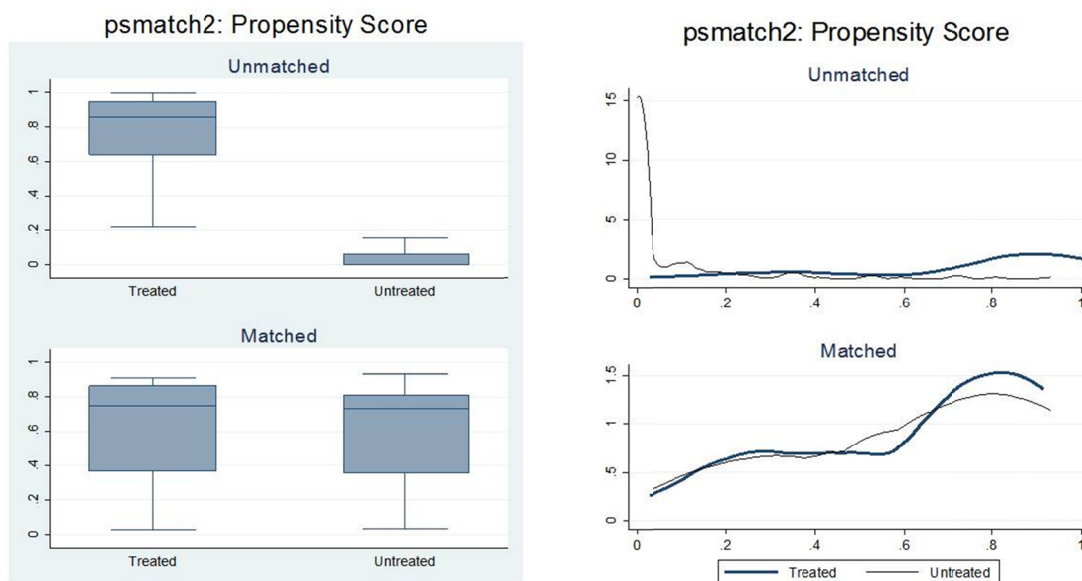 psmatch2: Propensity Score
Unmatched
1
.8
.6
.4
.2
0
Treated Untreated
Matched
1
.8
.6
.4
.2
0
Treated Untreated
psmatch2: Propensity Score
Unmatched
15
10
5
0
0 .2 .4 .6 .8 1
Matched
1.5
1
.5
0
0 .2 .4 .6 .8 1
Treated Untreated